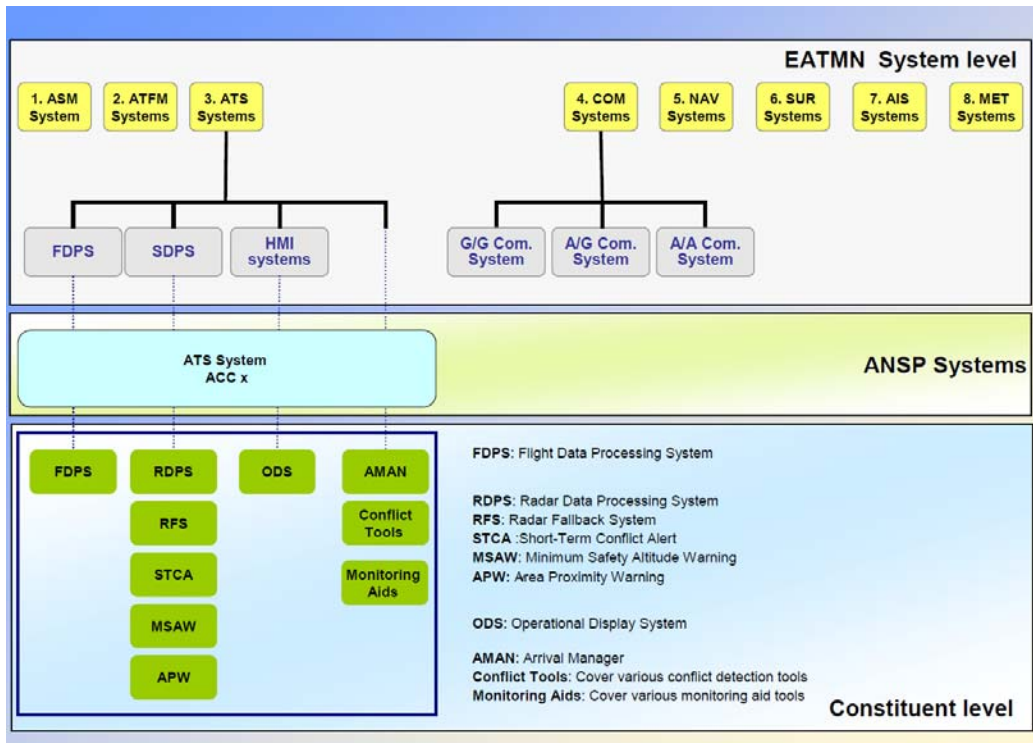 EATMN System level
1. ASM
System
2. ATFM
Systems
3. ATS
Systems
4. COM
Systems
5. NAV
Systems
6. SUR
Systems
7. AIS
Systems
8. MET
Systems
FDPS
SDPS
HMI
systems
G/G Com.
System
A/G Com.
System
A/A Com.
System
ATS System
ACC x
ANSP Systems
FDPS
RDPS
ODS
AMAN
RFS
Conflict
Tools
STCA
Monitoring
Aids
MSAW
APW
FDPS: Flight Data Processing System
RDPS: Radar Data Processing System
RFS: Radar Fallback System
STCA :Short-Term Conflict Alert
MSAW: Minimum Safety Altitude Warning
APW: Area Proximity Warning
ODS: Operational Display System
AMAN: Arrival Manager
Conflict Tools: Cover various conflict detection tools
Monitoring Aids: Cover various monitoring aid tools
Constituent level